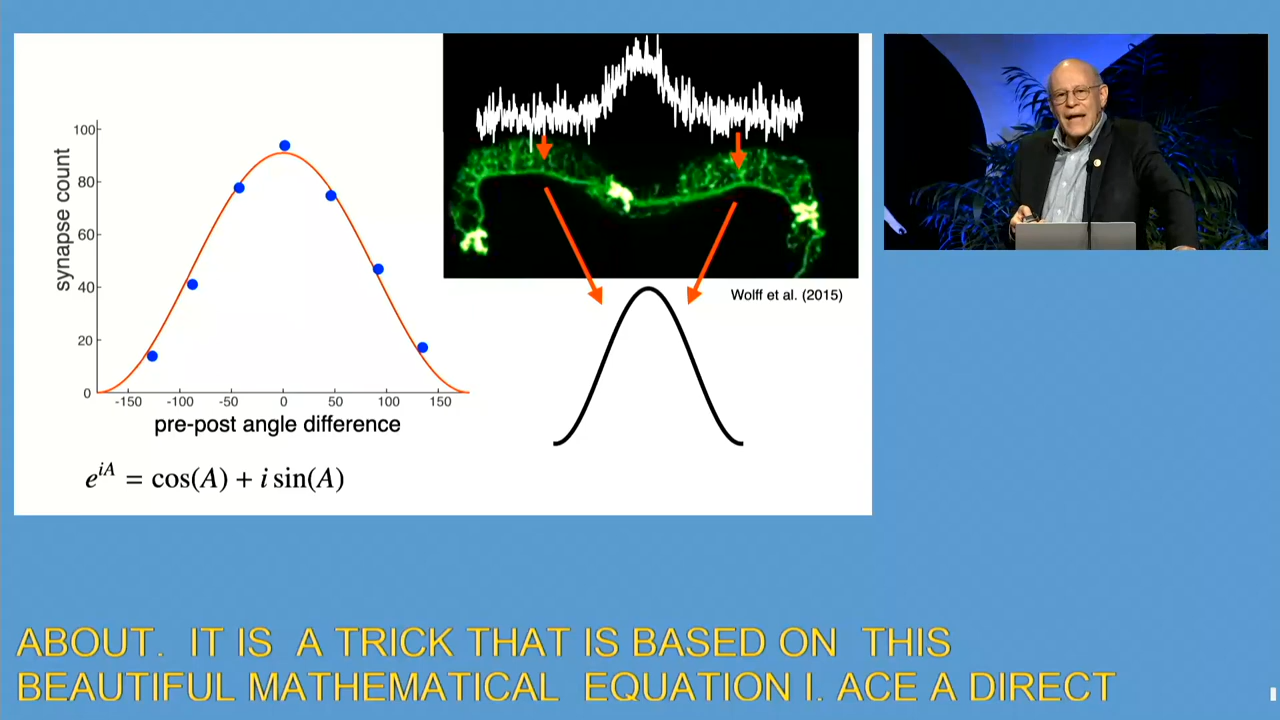 synapse count
100
80
60
40
20
0
-150 -100 -50 0 50 100 150
pre-post angle difference
e^{iA} = cos(A) + i sin(A)
Wolff et al. (2015)
ABOUT. IT IS A TRICK THAT IS BASED ON THIS
BEAUTIFUL MATHEMATICAL EQUATION I. ACE A DIRECT